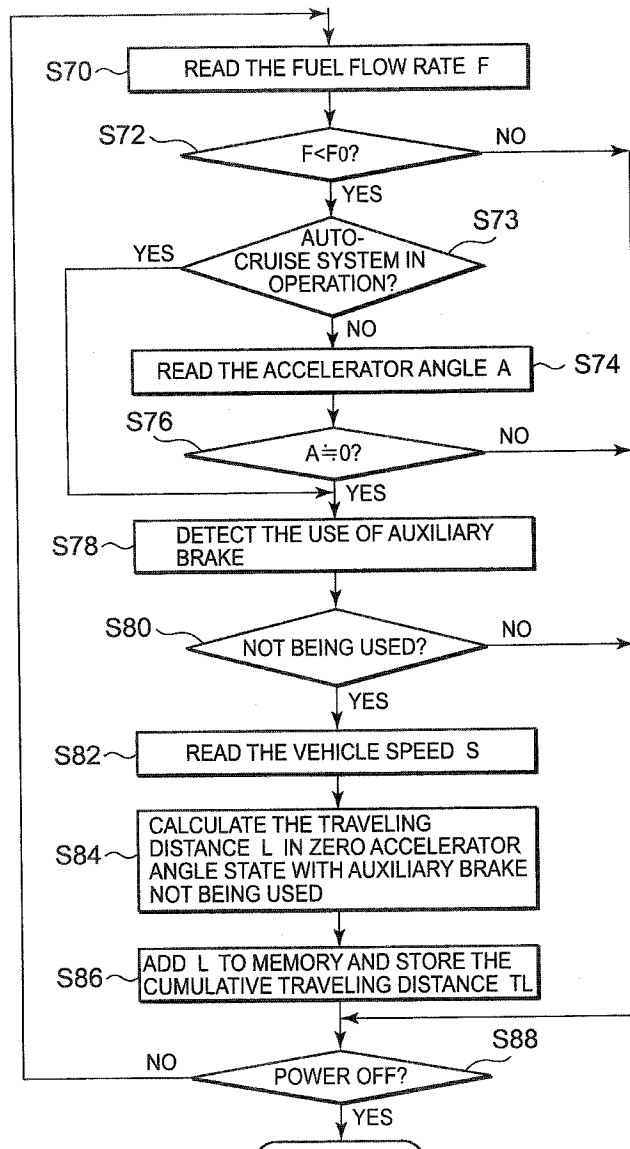 S70
READ THE FUEL FLOW RATE F
S72
F<F0?
NO
YES
S73
AUTO-
CRUISE SYSTEM IN
OPERATION?
YES
NO
S74
READ THE ACCELERATOR ANGLE A
S76
A≒0?
NO
YES
S78
DETECT THE USE OF AUXILIARY
BRAKE
S80
NOT BEING USED?
NO
YES
S82
READ THE VEHICLE SPEED S
S84
CALCULATE THE TRAVELING
DISTANCE L IN ZERO ACCELERATOR
ANGLE STATE WITH AUXILIARY BRAKE
NOT BEING USED
S86
ADD L TO MEMORY AND STORE THE
CUMULATIVE TRAVELING DISTANCE TL
S88
NO
POWER OFF?
YES